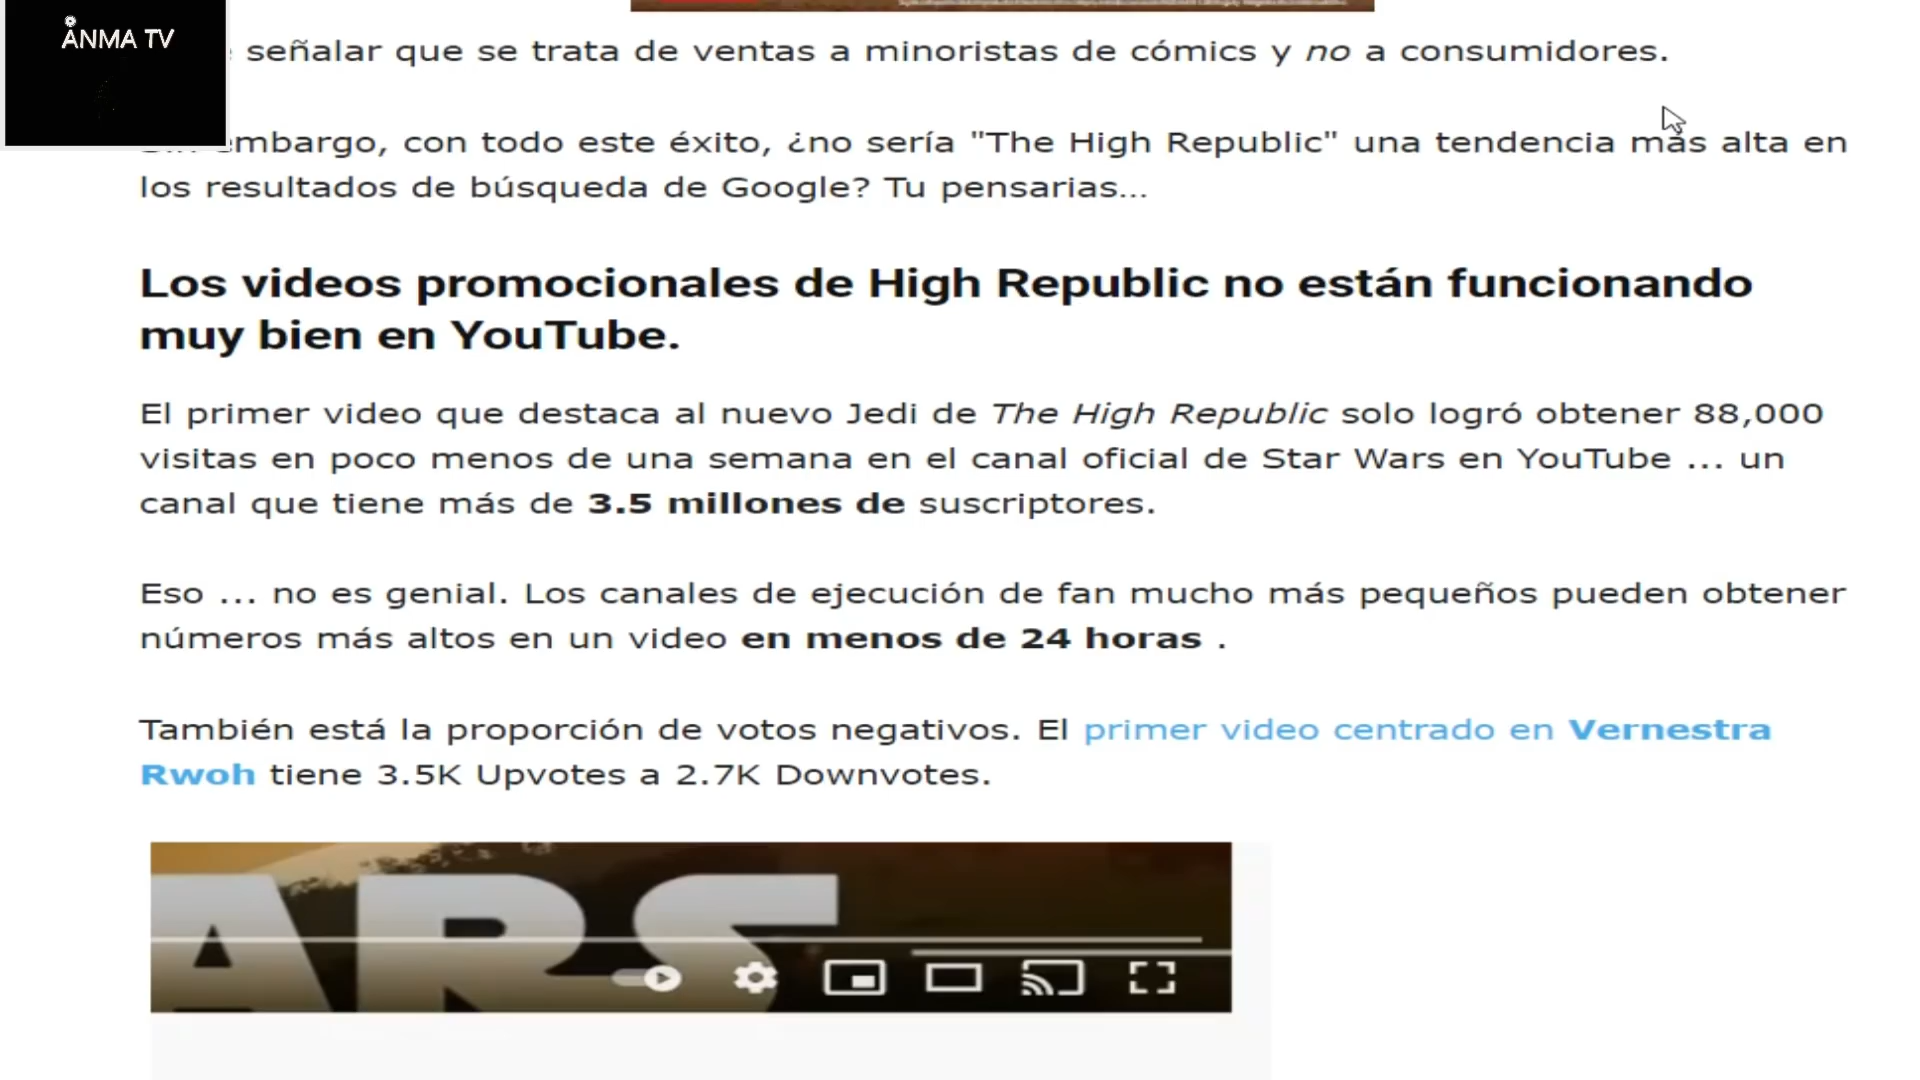 ÅNMA TV
señalar que se trata de ventas a minoristas de cómics y no a consumidores.
embargo, con todo este éxito, ¿no sería "The High Republic" una tendencia más alta en
los resultados de búsqueda de Google? Tu pensarias...
Los videos promocionales de High Republic no están funcionando
muy bien en YouTube.
El primer video que destaca al nuevo Jedi de The High Republic solo logró obtener 88,000
visitas en poco menos de una semana en el canal oficial de Star Wars en YouTube ... un
canal que tiene más de 3.5 millones de suscriptores.
Eso ... no es genial. Los canales de ejecución de fan mucho más pequeños pueden obtener
números más altos en un video en menos de 24 horas .
También está la proporción de votos negativos. El primer video centrado en Vernestra
Rwoh tiene 3.5K Upvotes a 2.7K Downvotes.
ARS